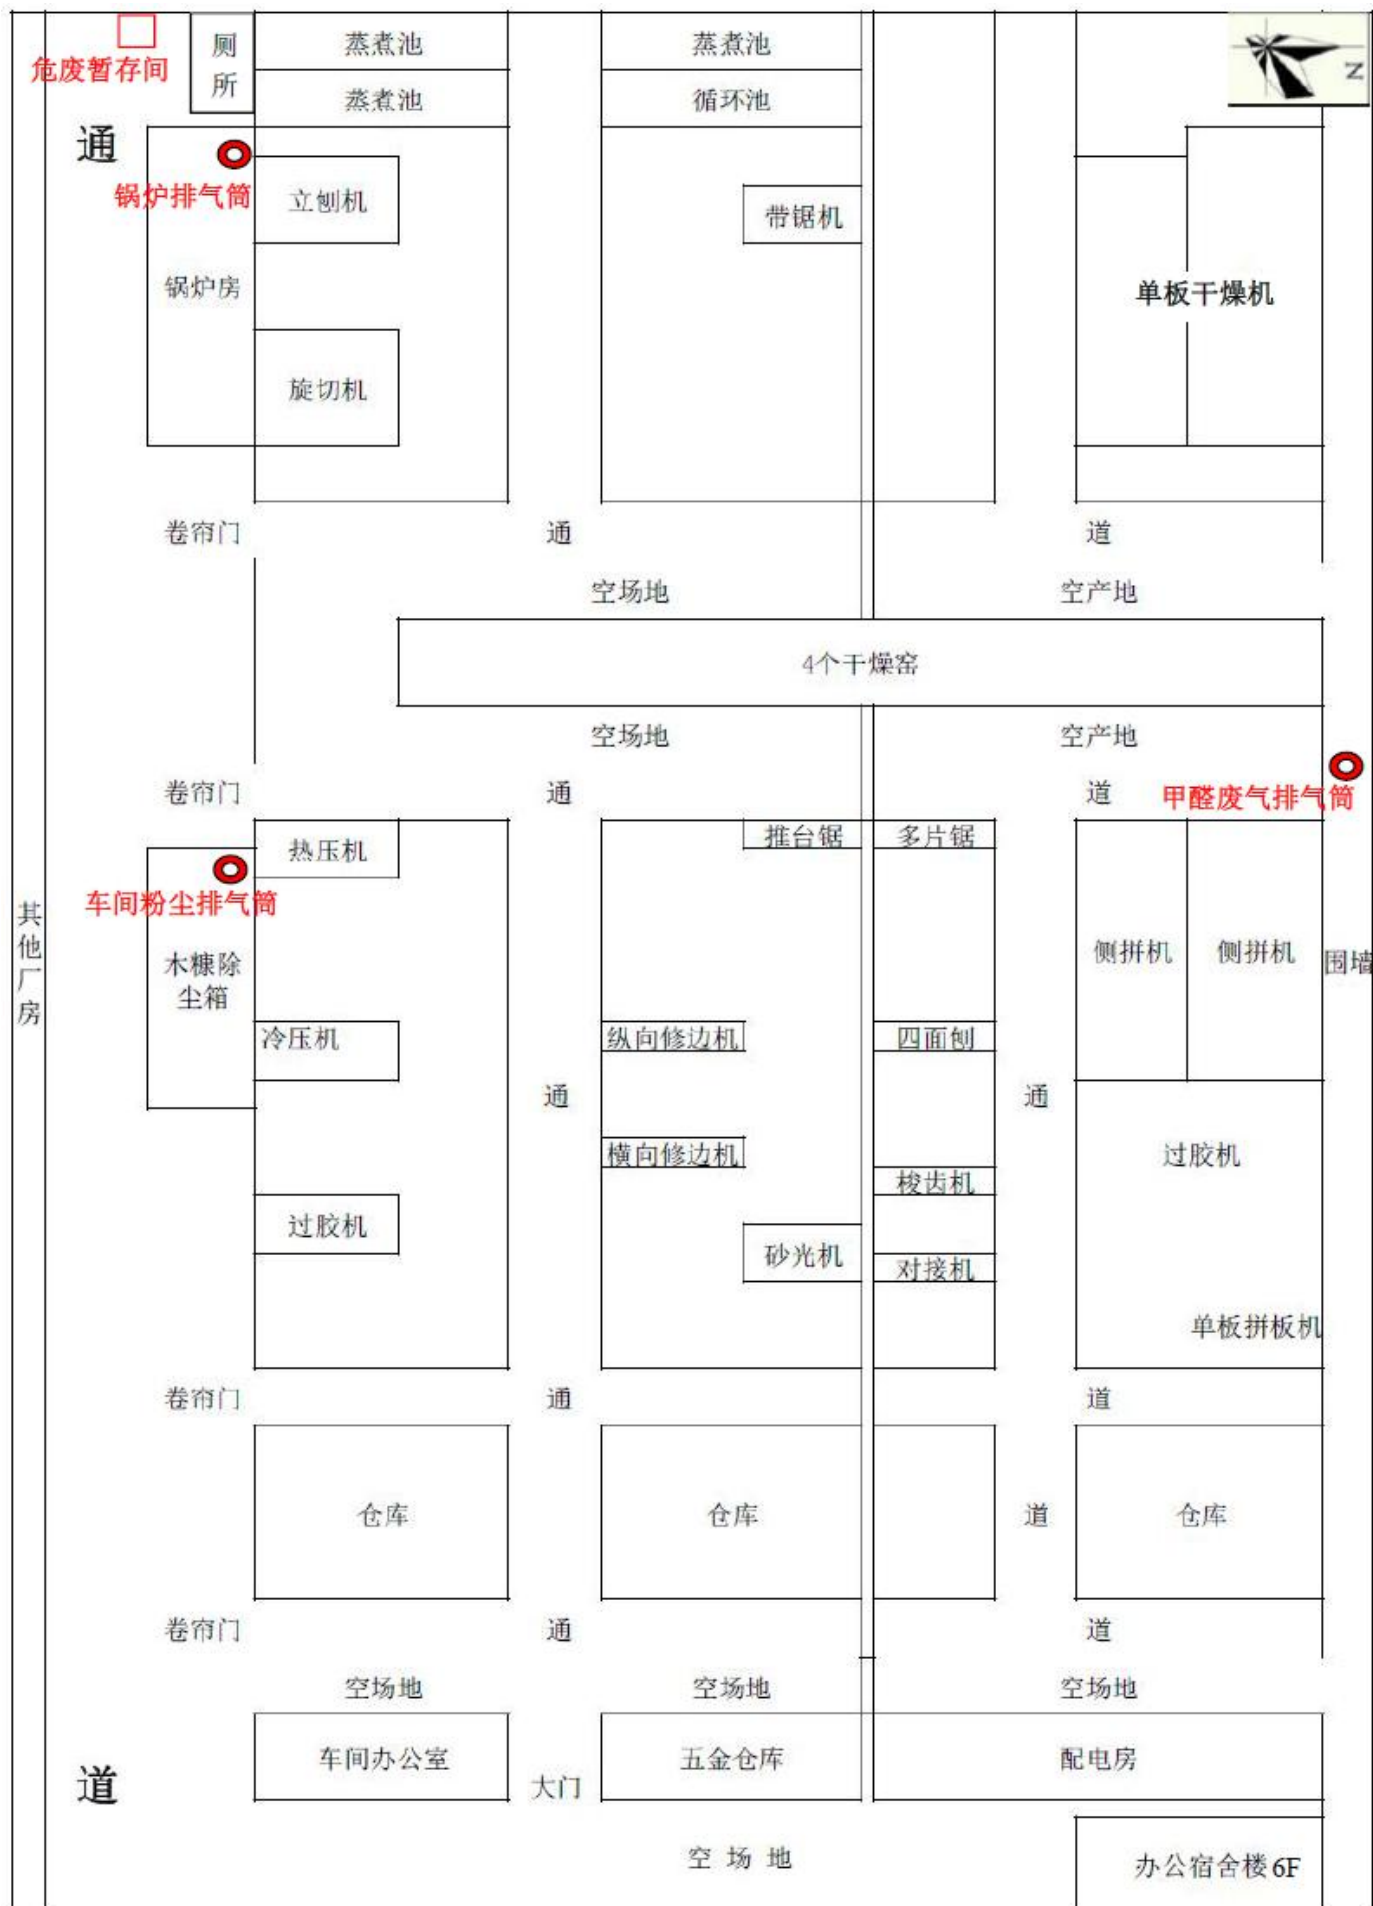 危废暂存间
厕
所
蒸煮池
蒸煮池
N
蒸煮池
循环池
通
锅炉排气筒
立刨机
带锯机
锅炉房
单板干燥机
旋切机
卷帘门
通
道
空场地
空产地
4个干燥窑
空场地
空产地
卷帘门
通
道
甲醛废气排气筒
热压机
推台锯
多片锯
车间粉尘排气筒
其
他
厂
房
木糠除
尘箱
侧拼机
侧拼机
围墙
冷压机
纵向修边机
四面刨
通
通
横向修边机
过胶机
梭齿机
过胶机
砂光机
对接机
单板拼板机
卷帘门
通
道
仓库
仓库
道
仓库
卷帘门
通
道
空场地
空场地
空场地
车间办公室
五金仓库
配电房
道
大门
空 场 地
办公宿舍楼 6F